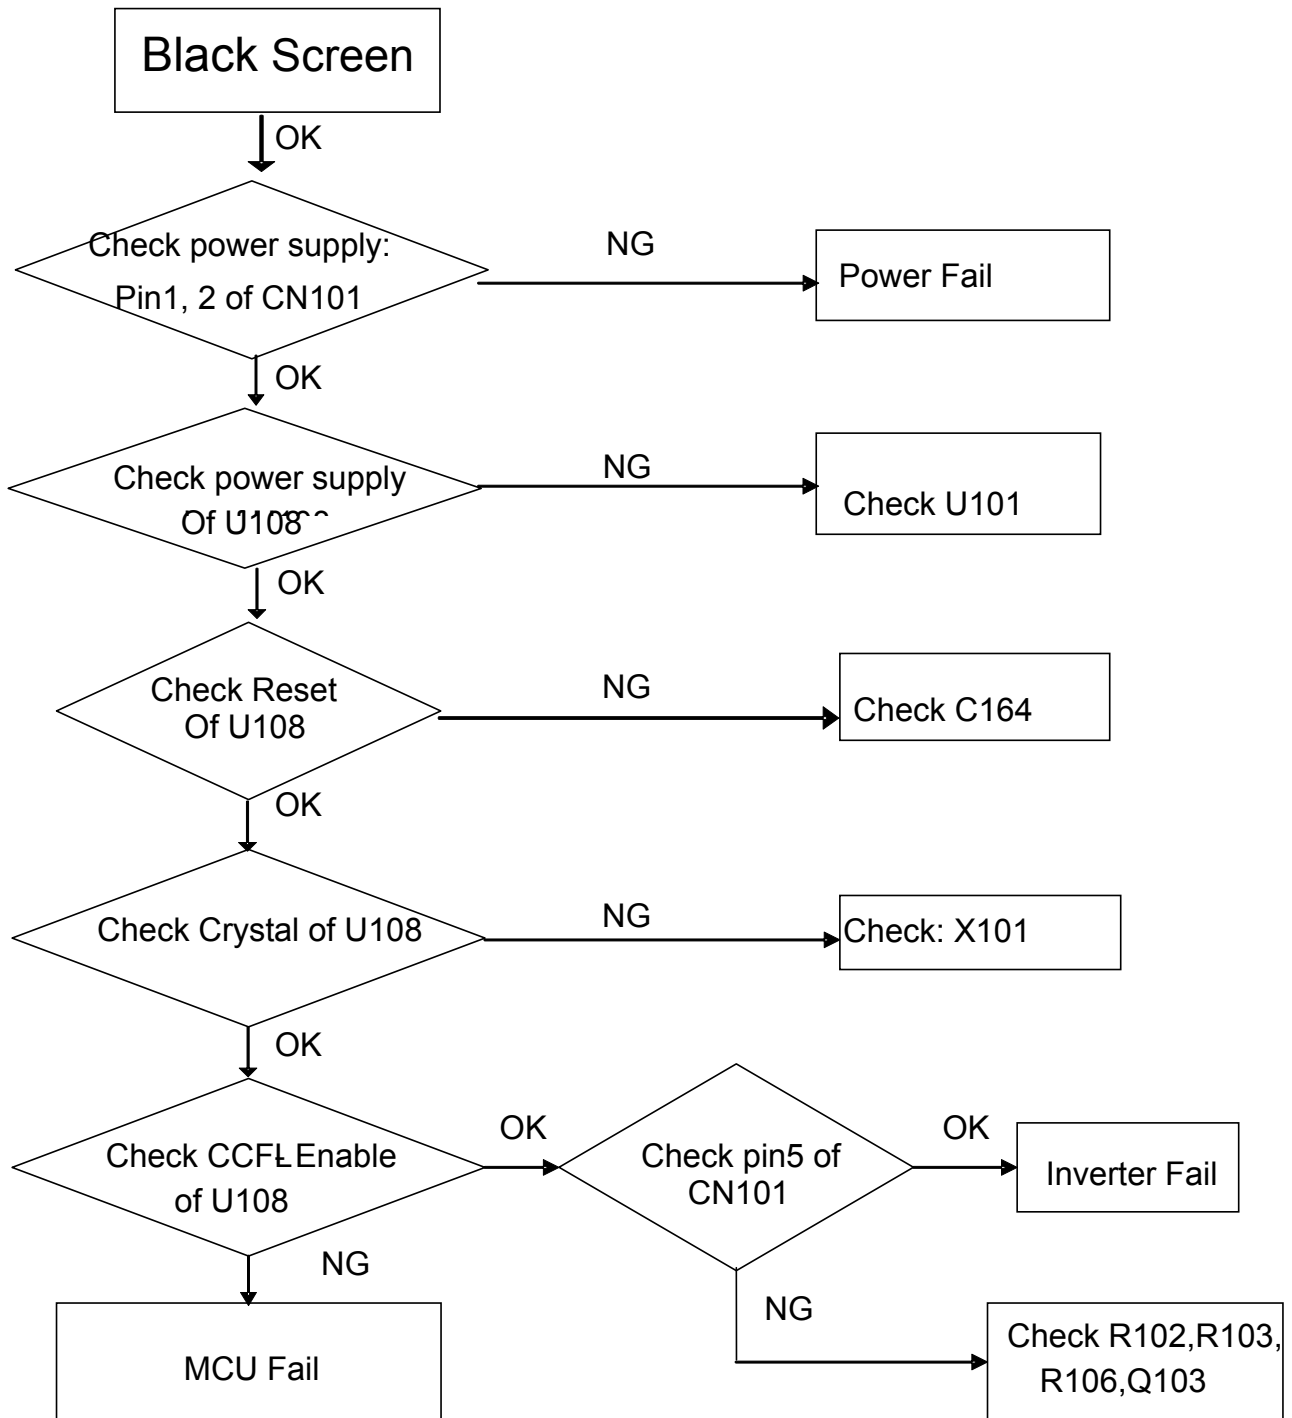 Black Screen
OK
Check power supply:
Pin1, 2 of CN101
NG
Power Fail
OK
Check power supply
Of U108
NG
Check U101
OK
Check Reset
Of U108
NG
Check C164
OK
Check Crystal of U108
NG
Check: X101
OK
Check CCFL Enable
of U108
OK
Check pin5 of
CN101
OK
Inverter Fail
NG
MCU Fail
NG
Check R102,R103,
R106,Q103